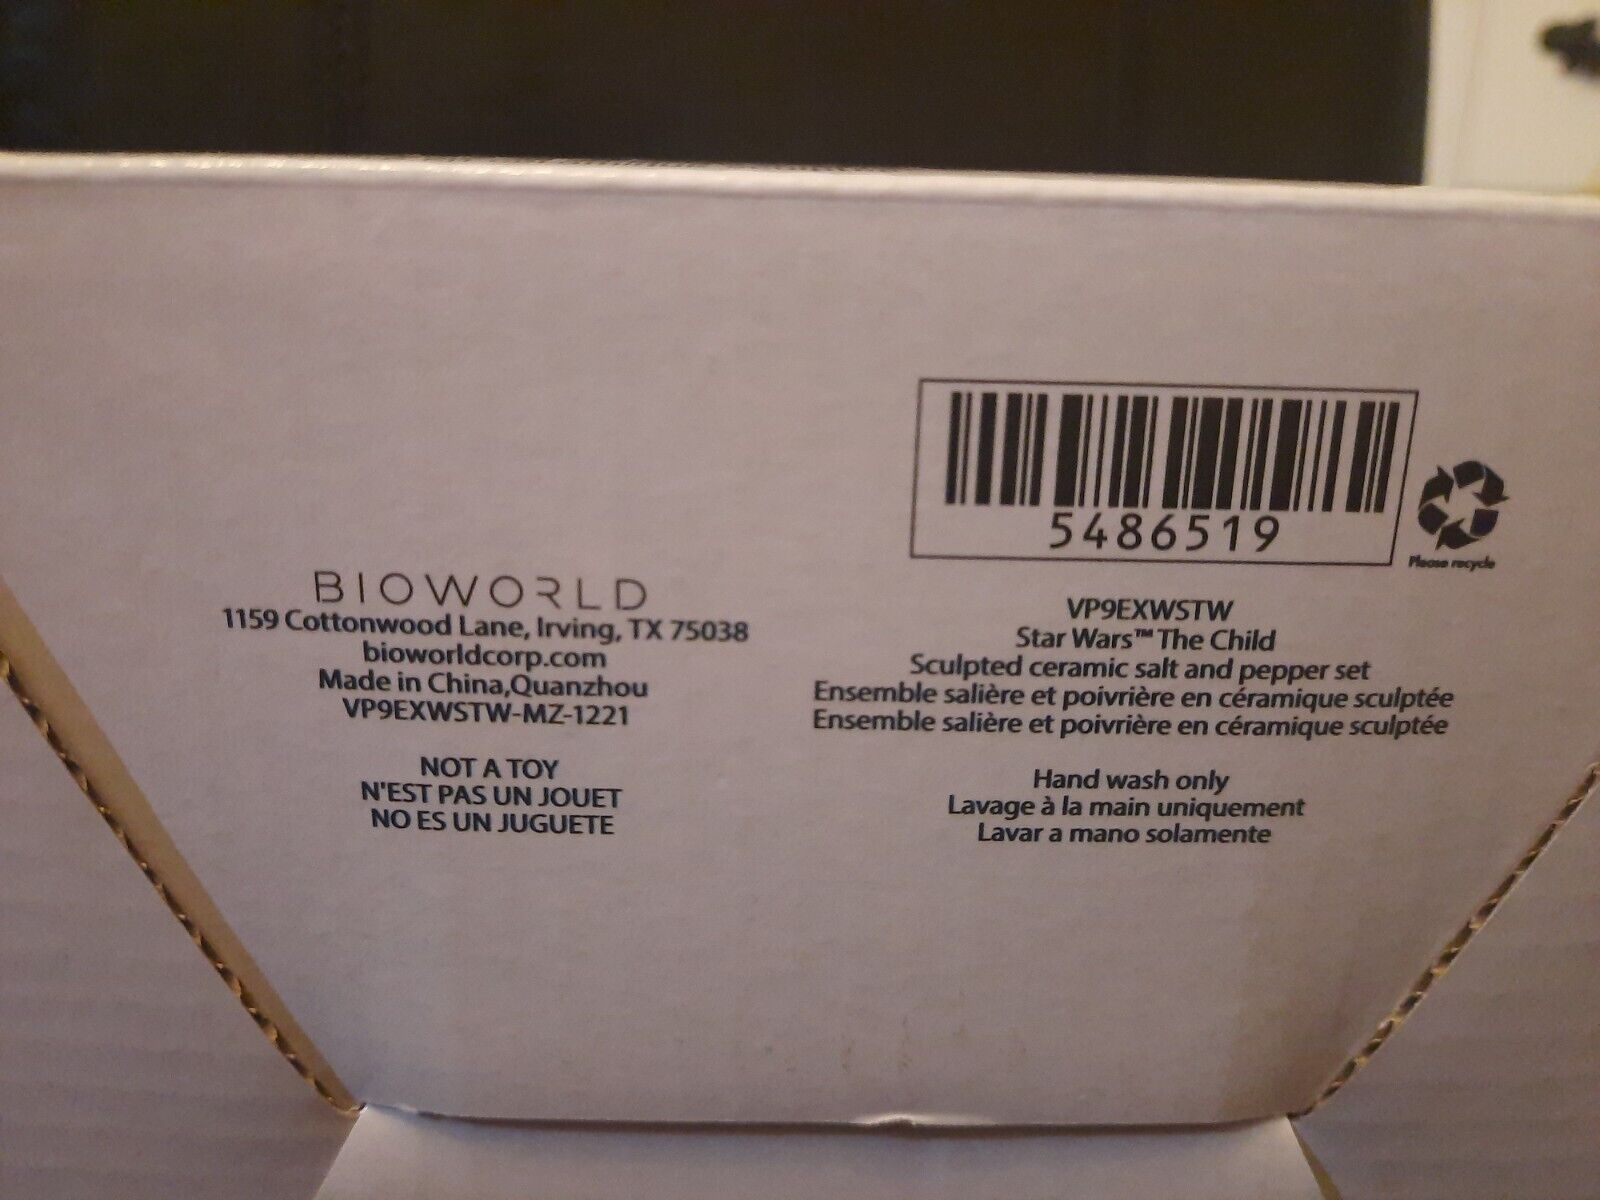 BIOWORLD
1159 Cottonwood Lane, Irving, TX 75038
bioworldcorp.com
Made in China,Quanzhou
VP9EXWSTW-MZ-1221
NOT A TOY
N'EST PAS UN JOUET
NO ES UN JUGUETE
5486519
Please recycle
VP9EXWSTW
Star Wars™ The Child
Sculpted ceramic salt and pepper set
Ensemble salière et poivrière en céramique sculptée
Ensemble salière et poivrière en céramique sculptée
Hand wash only
Lavage à la main uniquement
Lavar a mano solamente